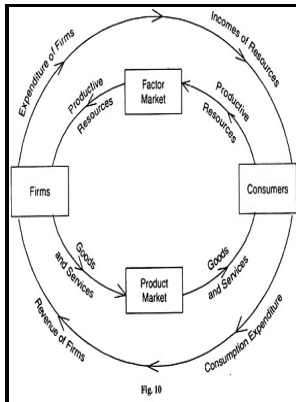 Expenditure of Firms
Incomes of Resources
Productive
Resources
Factor
Market
Productive
Resources
Firms
Consumers
Goods
and Services
Product
Market
Goods
and Services
Revenue of Firms
Consumption Expenditure
Fig. 10